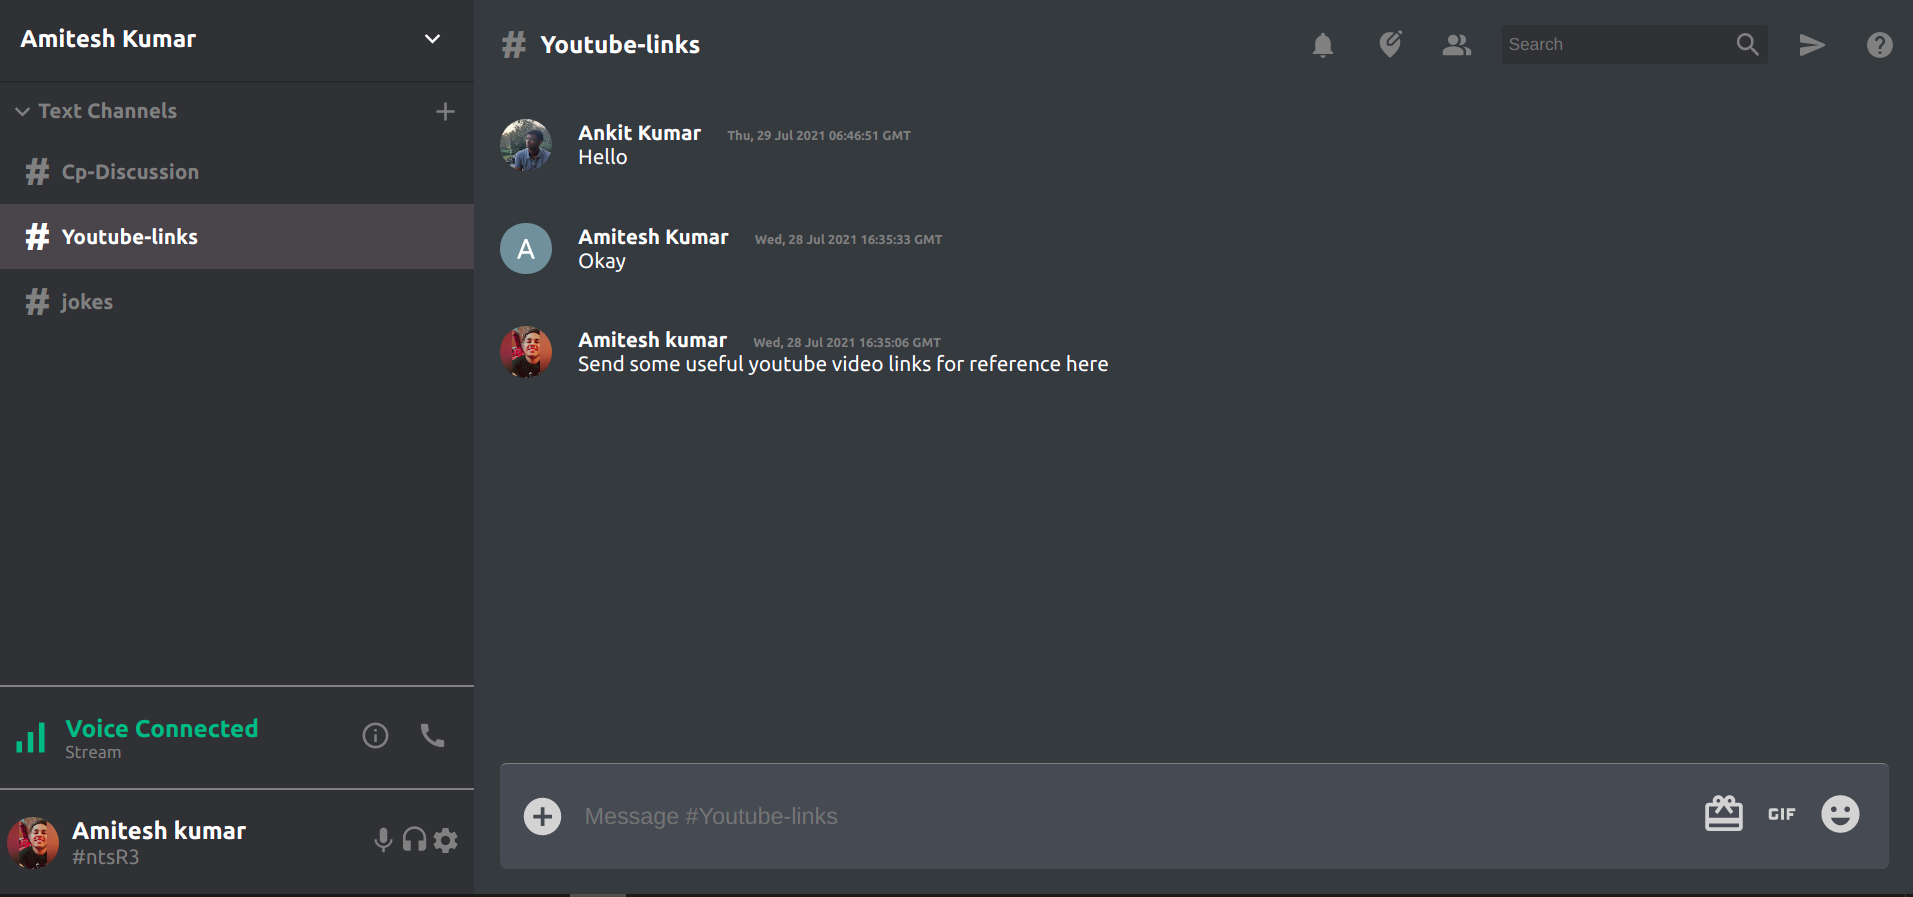 Amitesh Kumar
Text Channels
# Cp-Discussion
# Youtube-links
# jokes
Voice Connected
Stream
Amitesh kumar
#ntsR3
# Youtube-links
Search
Ankit Kumar Thu, 29 Jul 2021 06:46:51 GMT
Hello
A
Amitesh Kumar Wed, 28 Jul 2021 16:35:33 GMT
Okay
Amitesh kumar Wed, 28 Jul 2021 16:35:06 GMT
Send some useful youtube video links for reference here
Message #Youtube-links
GIF